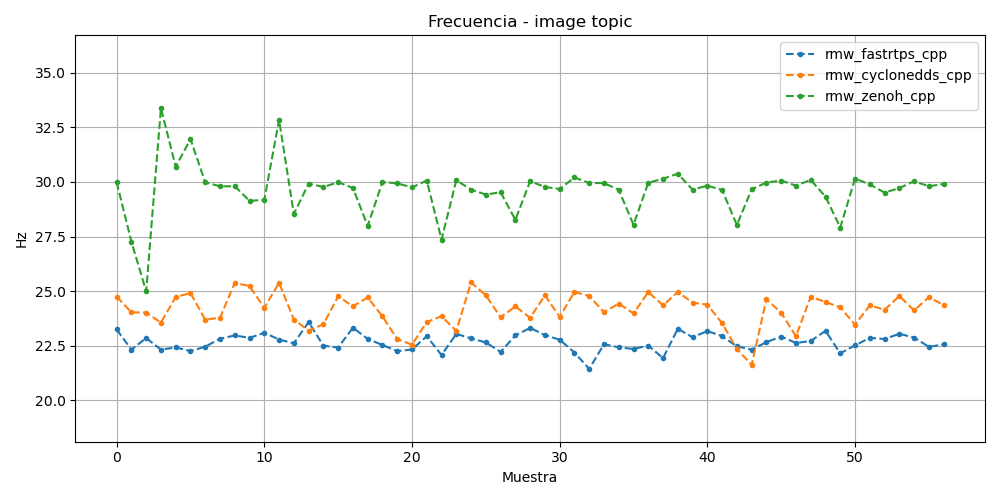 Frecuencia - image topic
rmw_fastrtps_cpp
rmw_cyclonedds_cpp
rmw_zenoh_cpp
Hz
35.0
32.5
30.0
27.5
25.0
22.5
20.0
0 10 20 30 40 50
Muestra